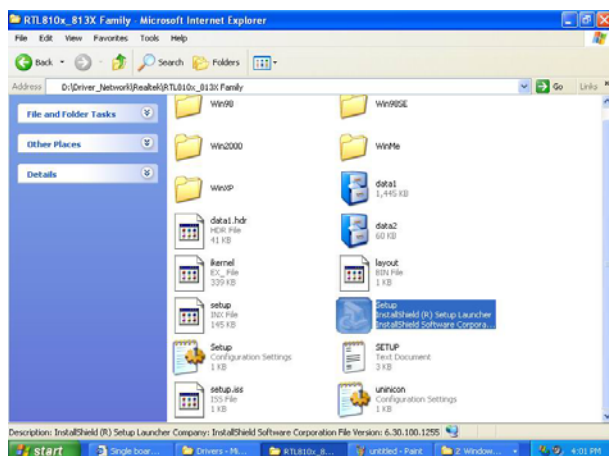 RTL810x_813X Family - Microsoft Internet Explorer
File Edit View Favorites Tools Help
Back Search Folders
Address D:\Driver_Network\Realtek\RTL810x_813X Family Go Links »
File and Folder Tasks
Other Places
Details
Win98 Win98SE
Win2000 WinMe
WinXP data1
1,445 KB
data1.hdr
HDR File
41 KB
data2
60 KB
ikernel
EX_ File
339 KB
layout
BIN File
1 KB
setup
INX File
145 KB
Setup
InstallShield (R) Setup Launcher
InstallShield Software Corpora...
Setup
Configuration Settings
1 KB
SETUP
Text Document
3 KB
setup.iss
ISS File
1 KB
uninicon
Configuration Settings
1 KB
Description: InstallShield (R) Setup Launcher Company: InstallShield Software Corporation File Version: 6.30.100.1255
start Single boar... Drivers - Mi... RTL810x_8... untitled - Paint 2 Window... 4:01 PM